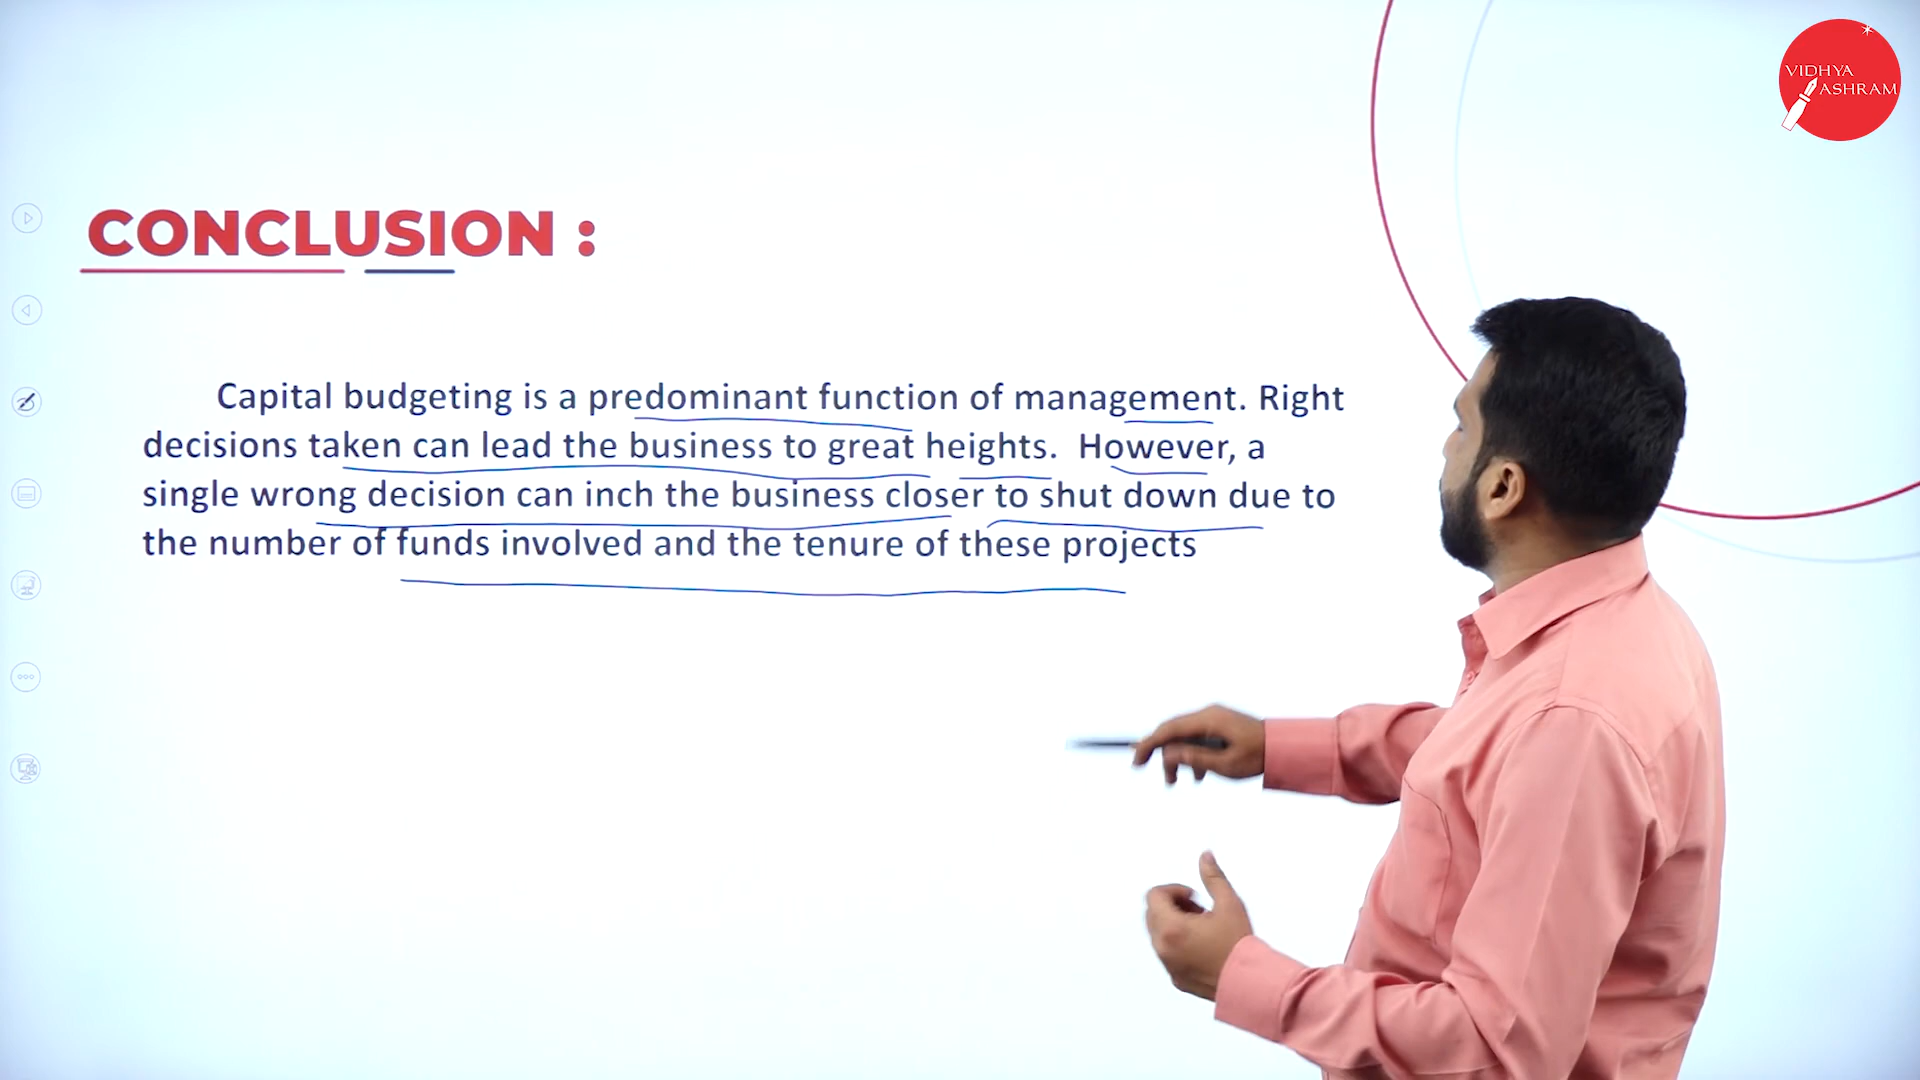 VIDHYA
ASHRAM
CONCLUSION :
Capital budgeting is a predominant function of management. Right
decisions taken can lead the business to great heights. However, a
single wrong decision can inch the business closer to shut down due to
the number of funds involved and the tenure of these projects